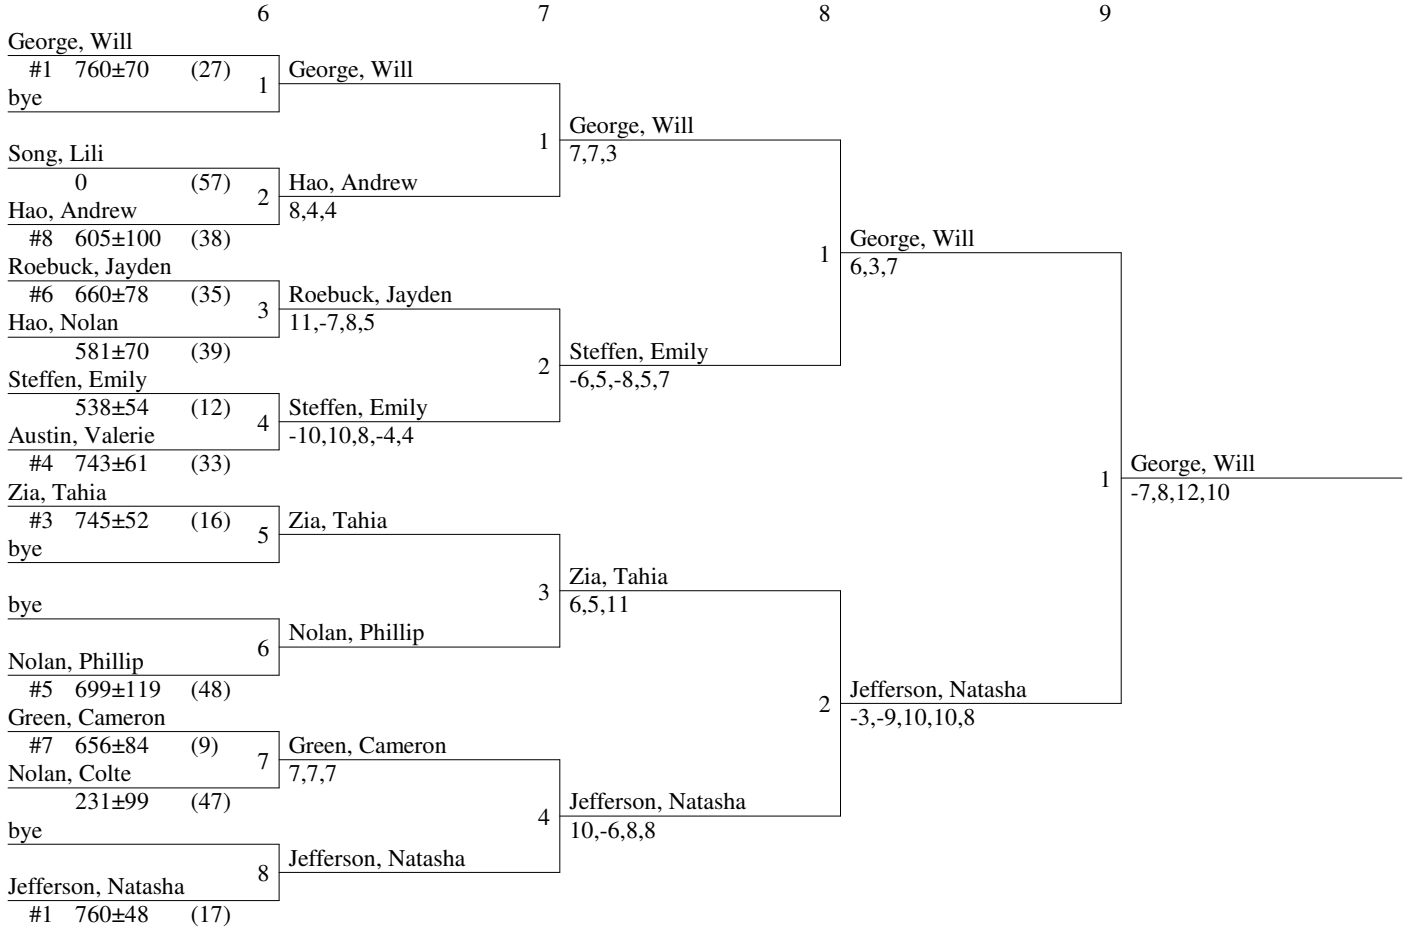 6 7 8 9
George, Will
#1 760±70 (27)
1 George, Will
bye
George, Will
1
7,7,3
Song, Lili
0 (57)
2 Hao, Andrew
8,4,4
Hao, Andrew
#8 605±100 (38)
George, Will
1
6,3,7
Roebuck, Jayden
#6 660±78 (35)
3 Roebuck, Jayden
11,-7,8,5
Hao, Nolan
581±70 (39)
Steffen, Emily
2
-6,5,-8,5,7
Steffen, Emily
538±54 (12)
4 Steffen, Emily
-10,10,8,-4,4
Austin, Valerie
#4 743±61 (33)
George, Will
1
-7,8,12,10
Zia, Tahia
#3 745±52 (16)
5 Zia, Tahia
bye
Zia, Tahia
3
6,5,11
bye
6 Nolan, Phillip
Nolan, Phillip
#5 699±119 (48)
Jefferson, Natasha
2
-3,-9,10,10,8
Green, Cameron
#7 656±84 (9)
7 Green, Cameron
7,7,7
Nolan, Colte
231±99 (47)
Jefferson, Natasha
4
10,-6,8,8
bye
8 Jefferson, Natasha
Jefferson, Natasha
#1 760±48 (17)